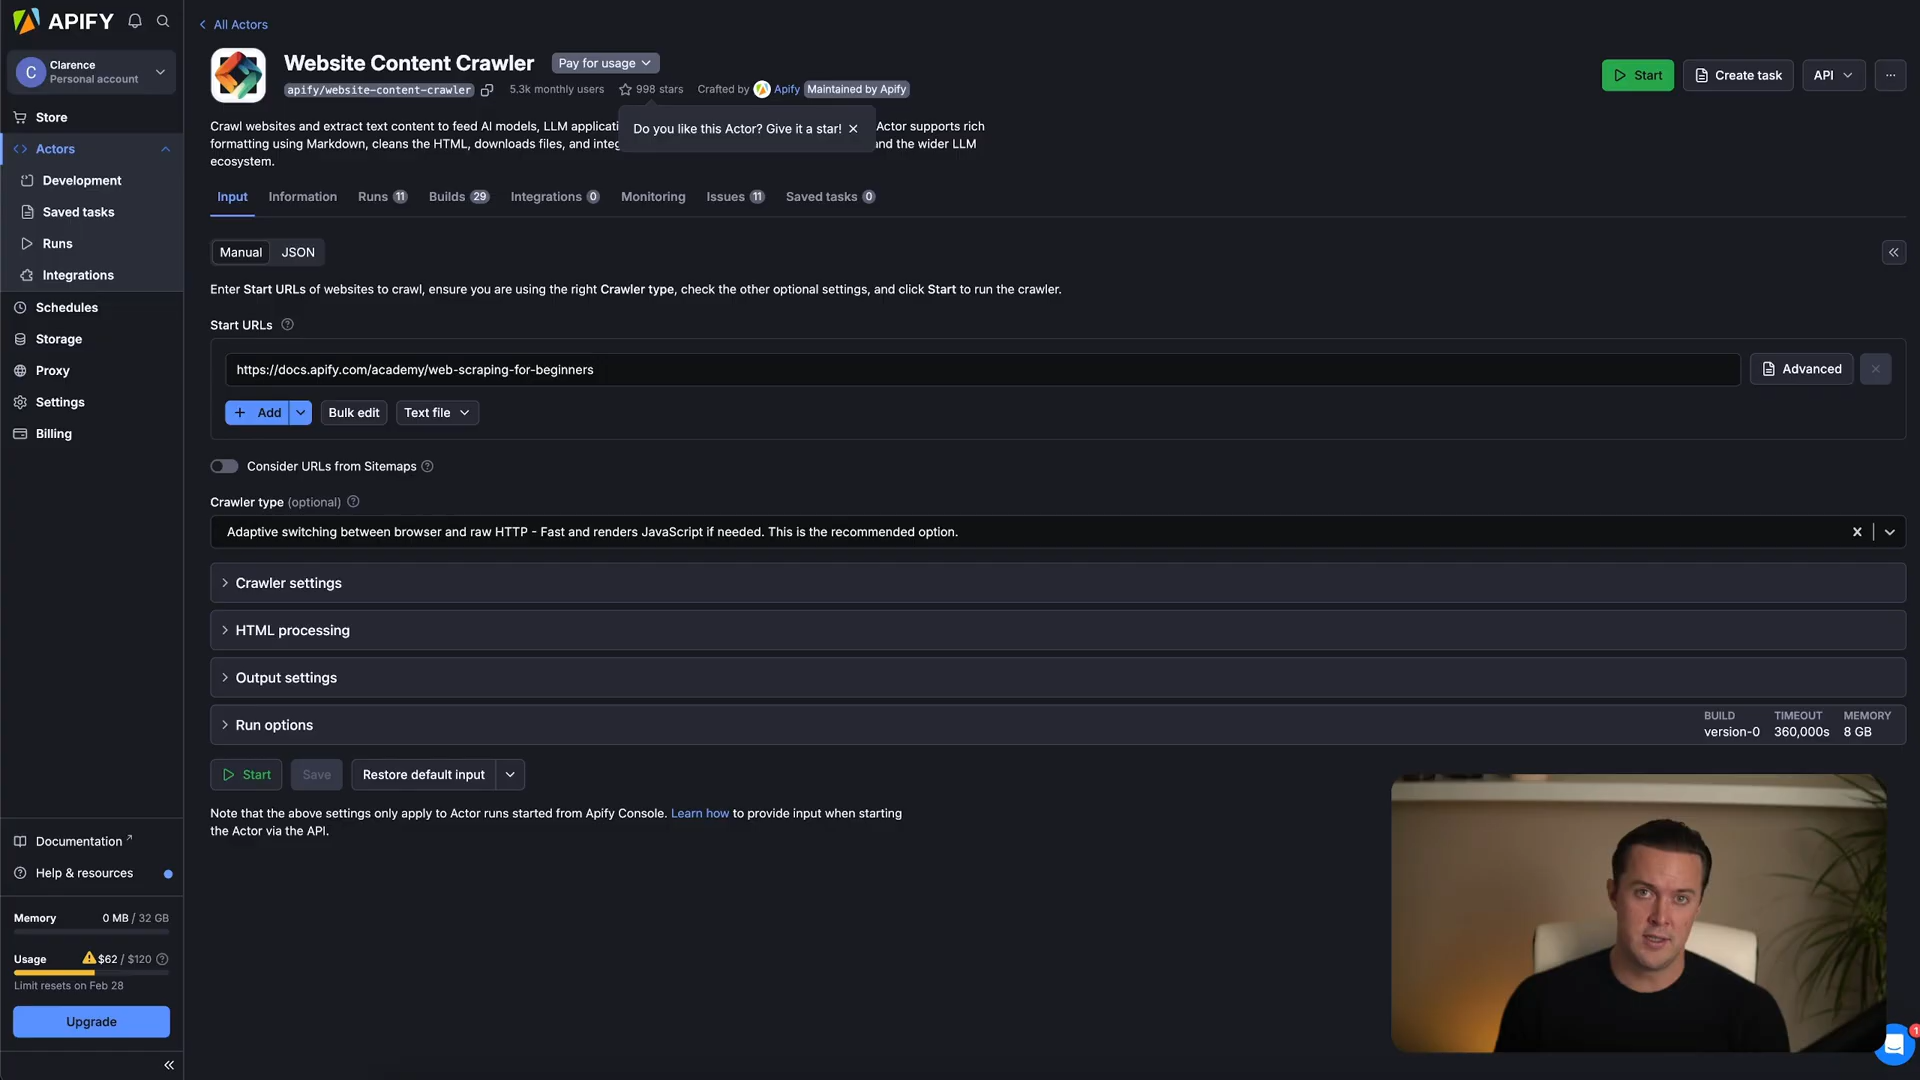 APIFY
C
Clarence
Personal account
Store
Actors
Development
Saved tasks
Runs
Integrations
Schedules
Storage
Proxy
Settings
Billing
Documentation
Help & resources
Memory 0 MB / 32 GB
Usage $62 / $120
Limit resets on Feb 28
Upgrade
All Actors
Website Content Crawler Pay for usage
apify/website-content-crawler 5.3k monthly users 998 stars Crafted by Apify Maintained by Apify
Start Create task API ...
Crawl websites and extract text content to feed AI models, LLM applicati Actor supports rich
Do you like this Actor? Give it a star!
formatting using Markdown, cleans the HTML, downloads files, and integ and the wider LLM
ecosystem.
Input Information Runs 11 Builds 29 Integrations 0 Monitoring Issues 11 Saved tasks 0
Manual JSON
Enter Start URLs of websites to crawl, ensure you are using the right Crawler type, check the other optional settings, and click Start to run the crawler.
Start URLs
https://docs.apify.com/academy/web-scraping-for-beginners Advanced
+ Add Bulk edit Text file
Consider URLs from Sitemaps
Crawler type (optional)
Adaptive switching between browser and raw HTTP - Fast and renders JavaScript if needed. This is the recommended option.
Crawler settings
HTML processing
Output settings
Run options
BUILD TIMEOUT MEMORY
version-0 360,000s 8 GB
Start Save Restore default input
Note that the above settings only apply to Actor runs started from Apify Console. Learn how to provide input when starting
the Actor via the API.
1